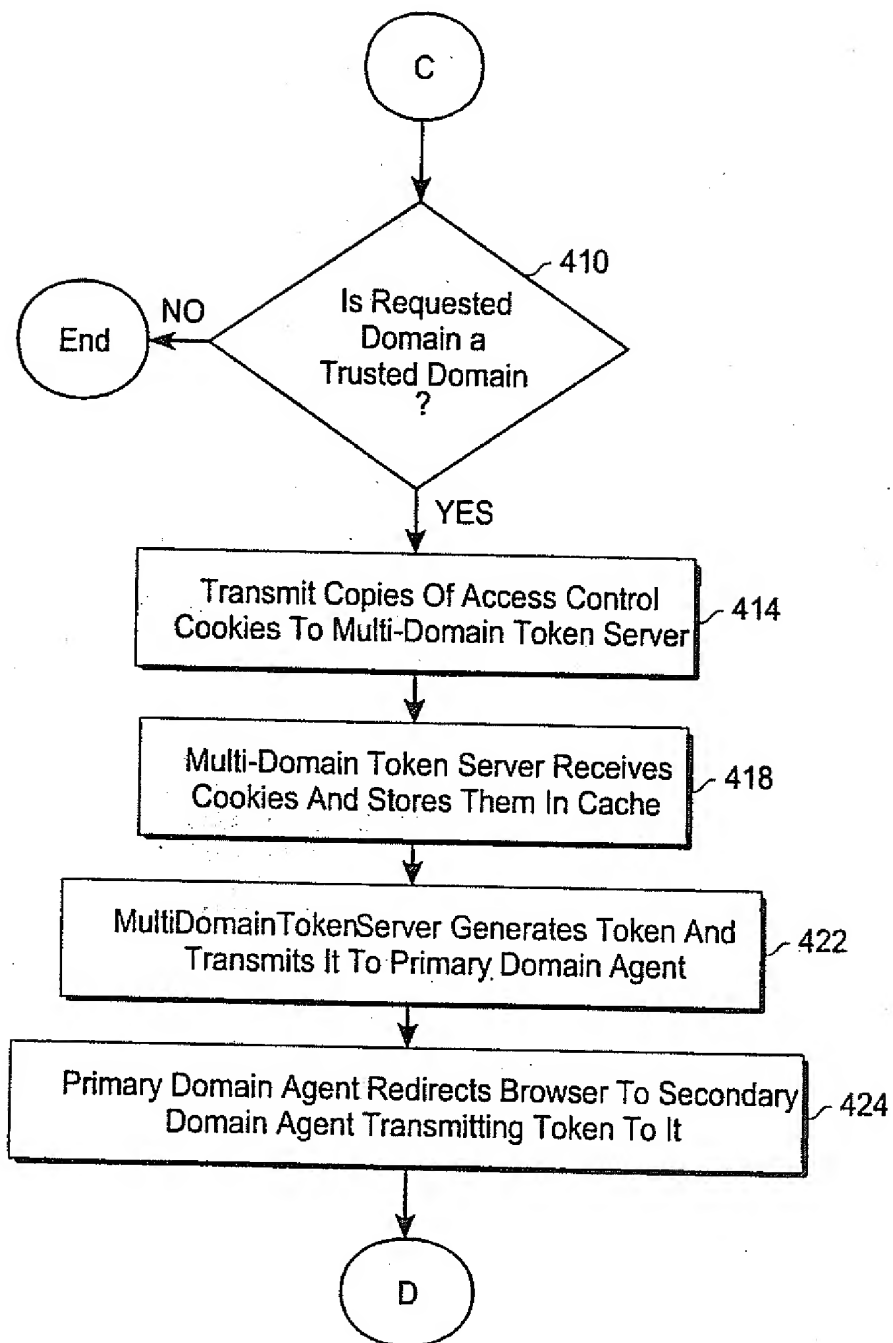 C
410
Is Requested
Domain a
Trusted Domain
?
NO
End
YES
Transmit Copies Of Access Control
Cookies To Multi-Domain Token Server
414
Multi-Domain Token Server Receives
Cookies And Stores Them In Cache
418
MultiDomainTokenServer Generates Token And
Transmits It To Primary Domain Agent
422
Primary Domain Agent Redirects Browser To Secondary
Domain Agent Transmitting Token To It
424
D